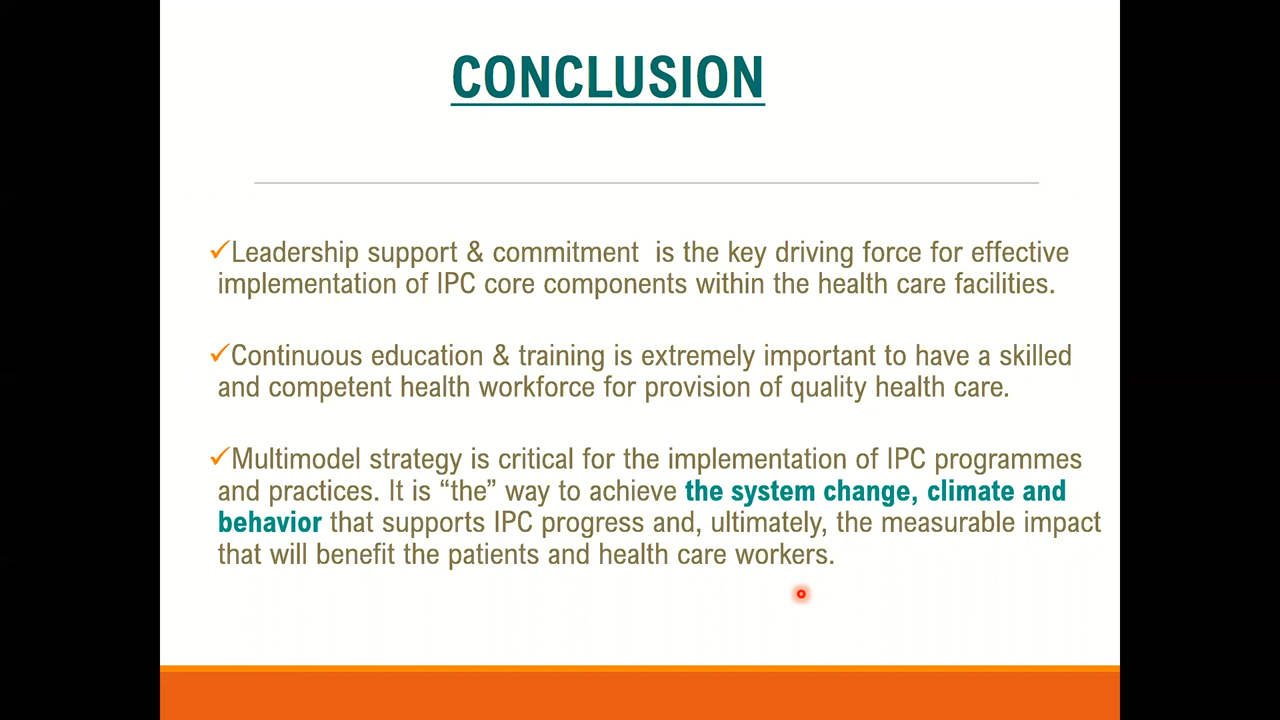 CONCLUSION
✓Leadership support & commitment  is the key driving force for effective
implementation of IPC core components within the health care facilities.
✓Continuous education & training is extremely important to have a skilled
and competent health workforce for provision of quality health care.
✓Multimodel strategy is critical for the implementation of IPC programmes
and practices. It is “the” way to achieve the system change, climate and
behavior that supports IPC progress and, ultimately, the measurable impact
that will benefit the patients and health care workers.